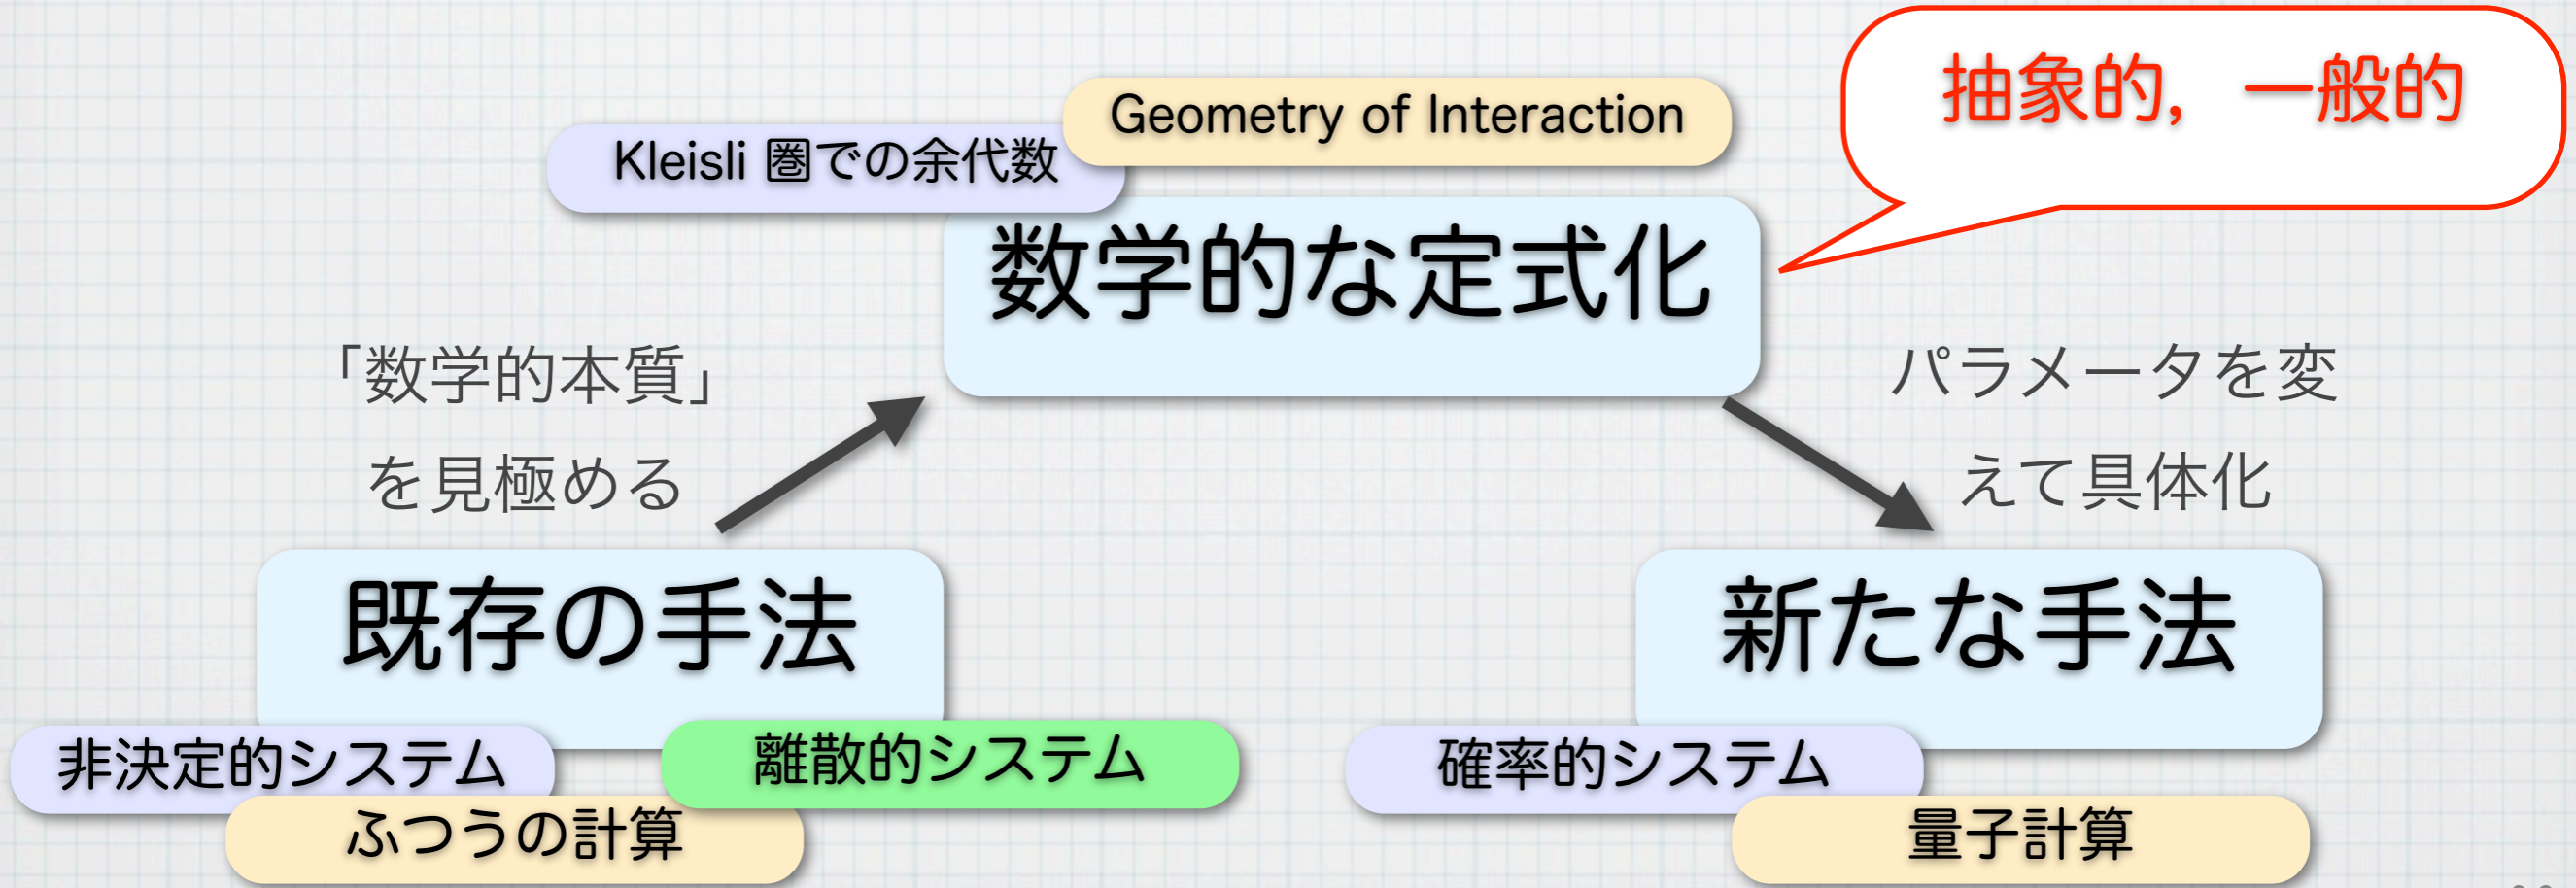 抽象的，一般的
Geometry of Interaction
Kleisli 圏での余代数
数学的な定式化
「数学的本質」
を見極める
パラメータを変
えて具体化
既存の手法
新たな手法
非決定的システム
離散的システム
確率的システム
ふつうの計算
量子計算